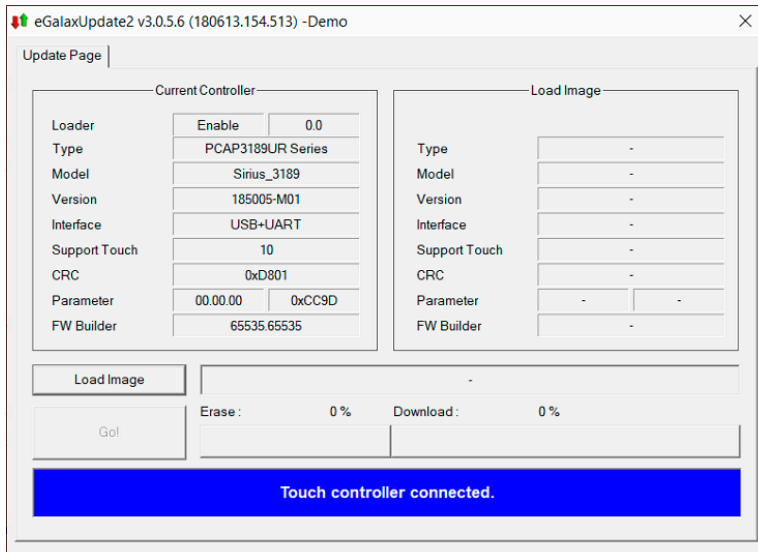 eGalaxUpdate2 v3.0.5.6 (180613.154.513) -Demo
Update Page
Current Controller
Loader Enable 0.0
Type PCAP3189UR Series
Model Sirius_3189
Version 185005-M01
Interface USB+UART
Support Touch 10
CRC 0xD801
Parameter 00.00.00 0xCC9D
FW Builder 65535.65535
Load Image
Type -
Model -
Version -
Interface -
Support Touch -
CRC -
Parameter - -
FW Builder -
Load Image -
Go!
Erase : 0 % Download : 0 %
Touch controller connected.